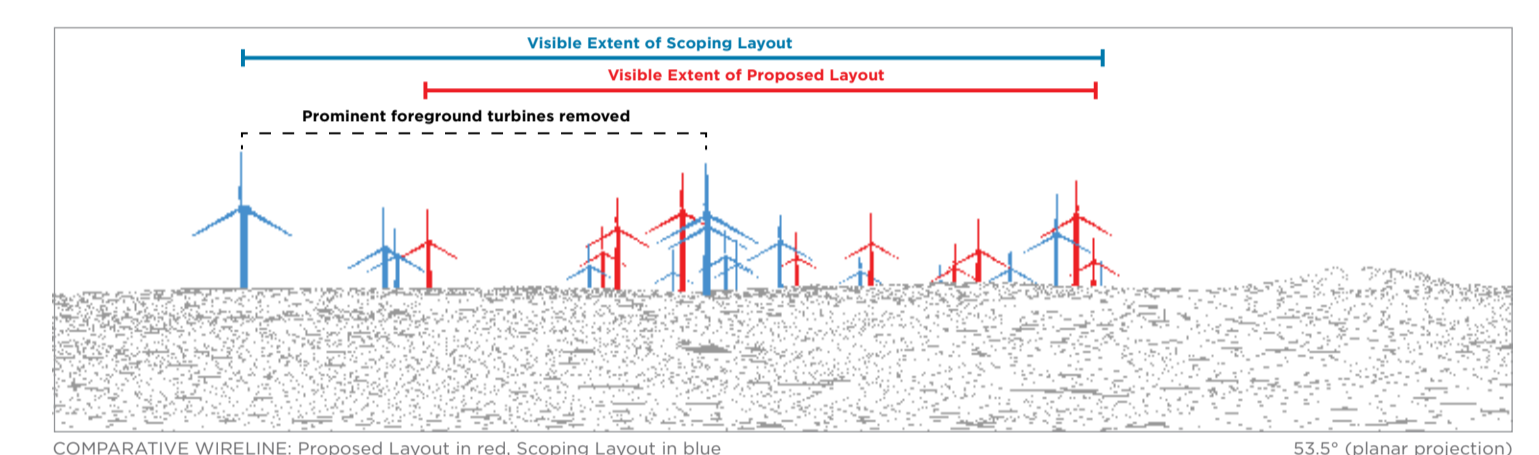 Visible Extent of Scoping Layout
Visible Extent of Proposed Layout
Prominent foreground turbines removed
COMPARATIVE WIRELINE: Proposed Layout in red, Scoping Layout in blue
53.5° (planar projection)